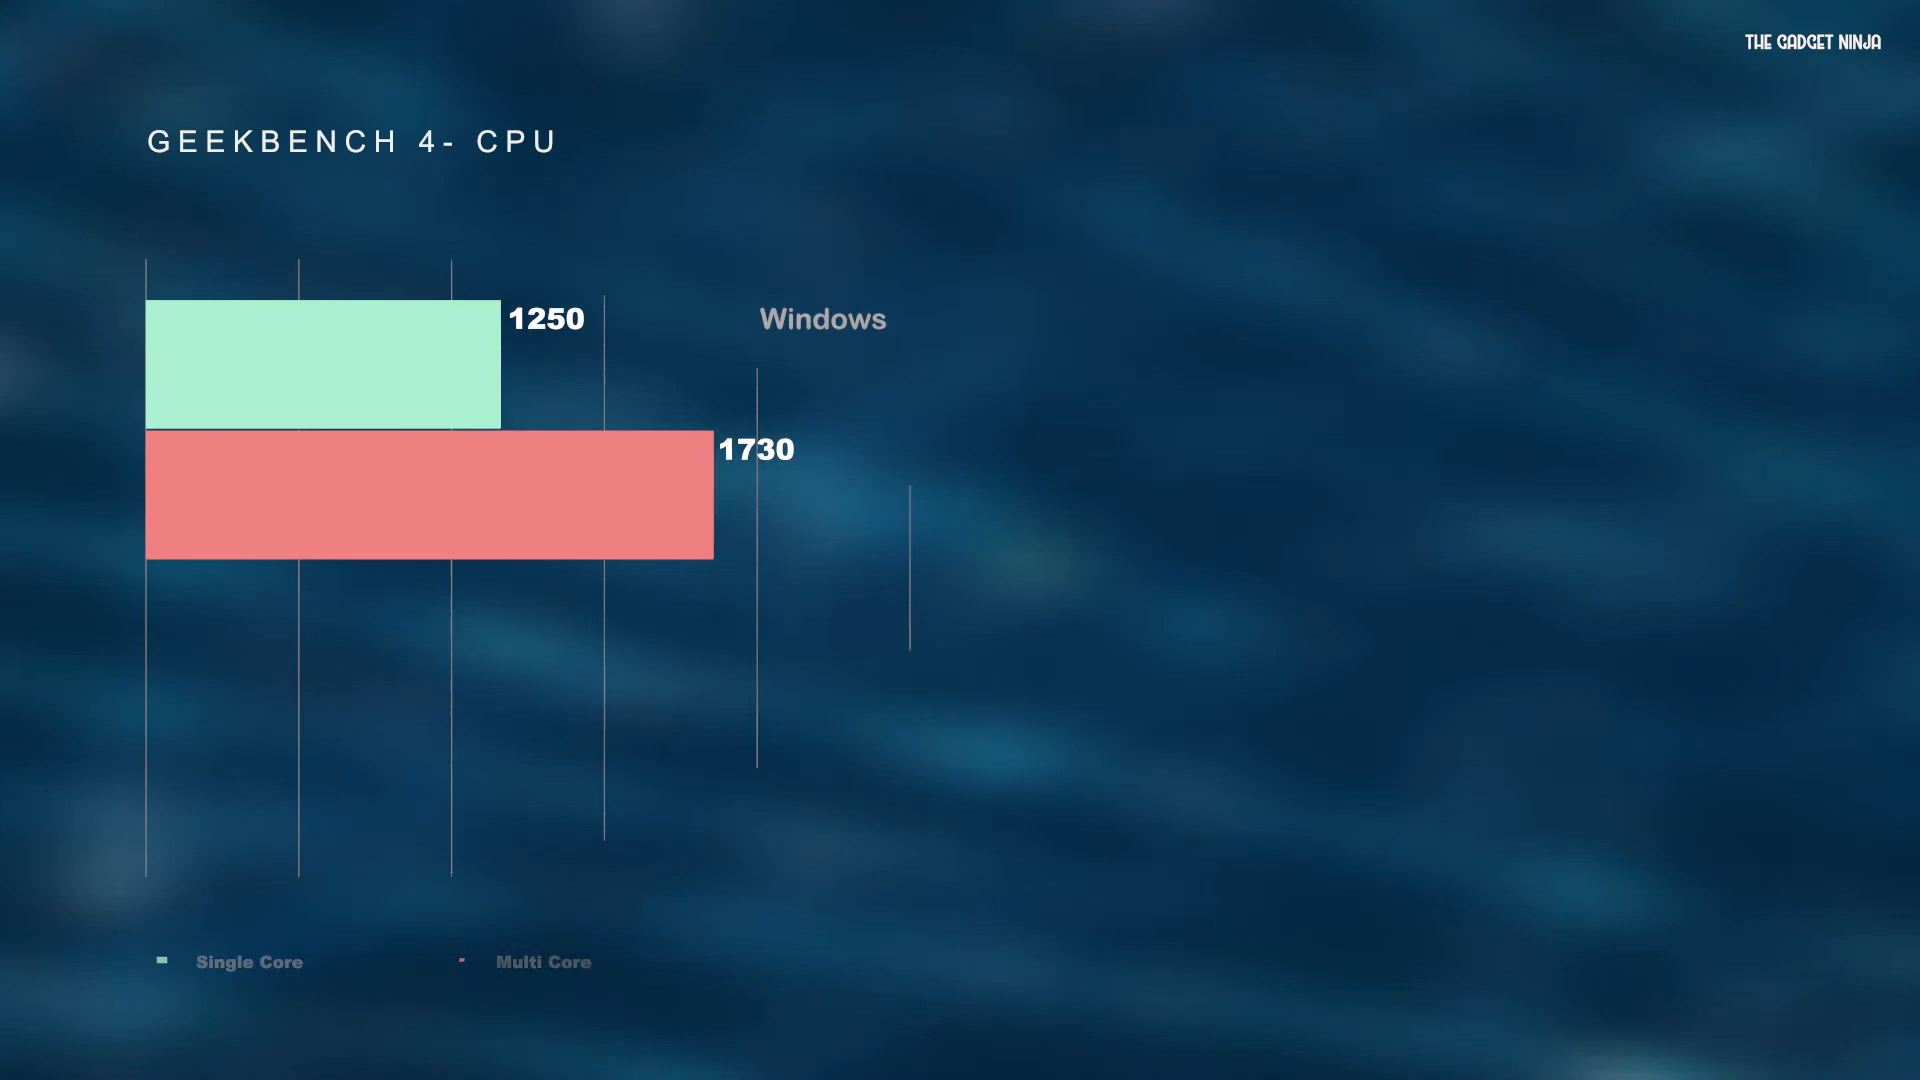 THE GADGET NINJA
GEEKBENCH 4- CPU
1250
Windows
1730
Single Core
Multi Core